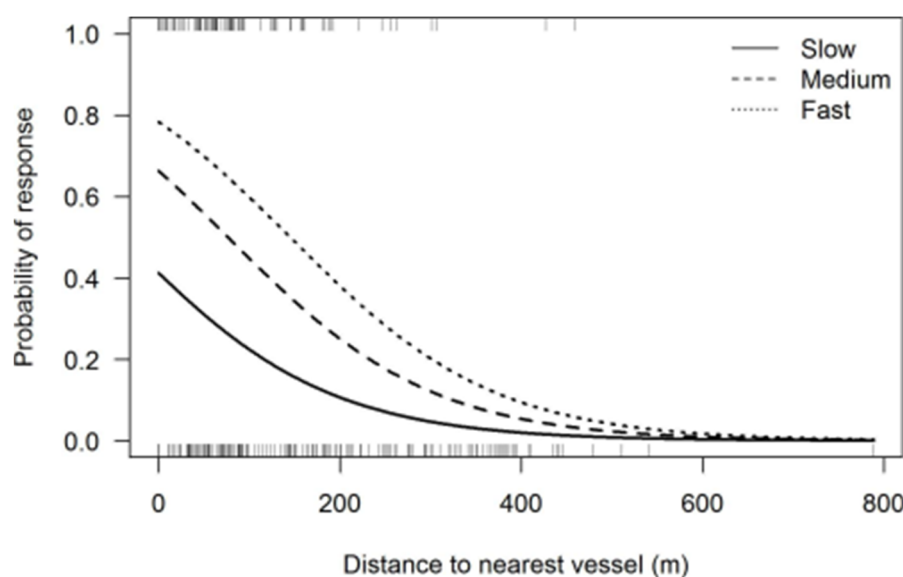 1.0
0.8
0.6
0.4
0.2
0.0
Probability of response
Slow
Medium
Fast
0 200 400 600 800
Distance to nearest vessel (m)